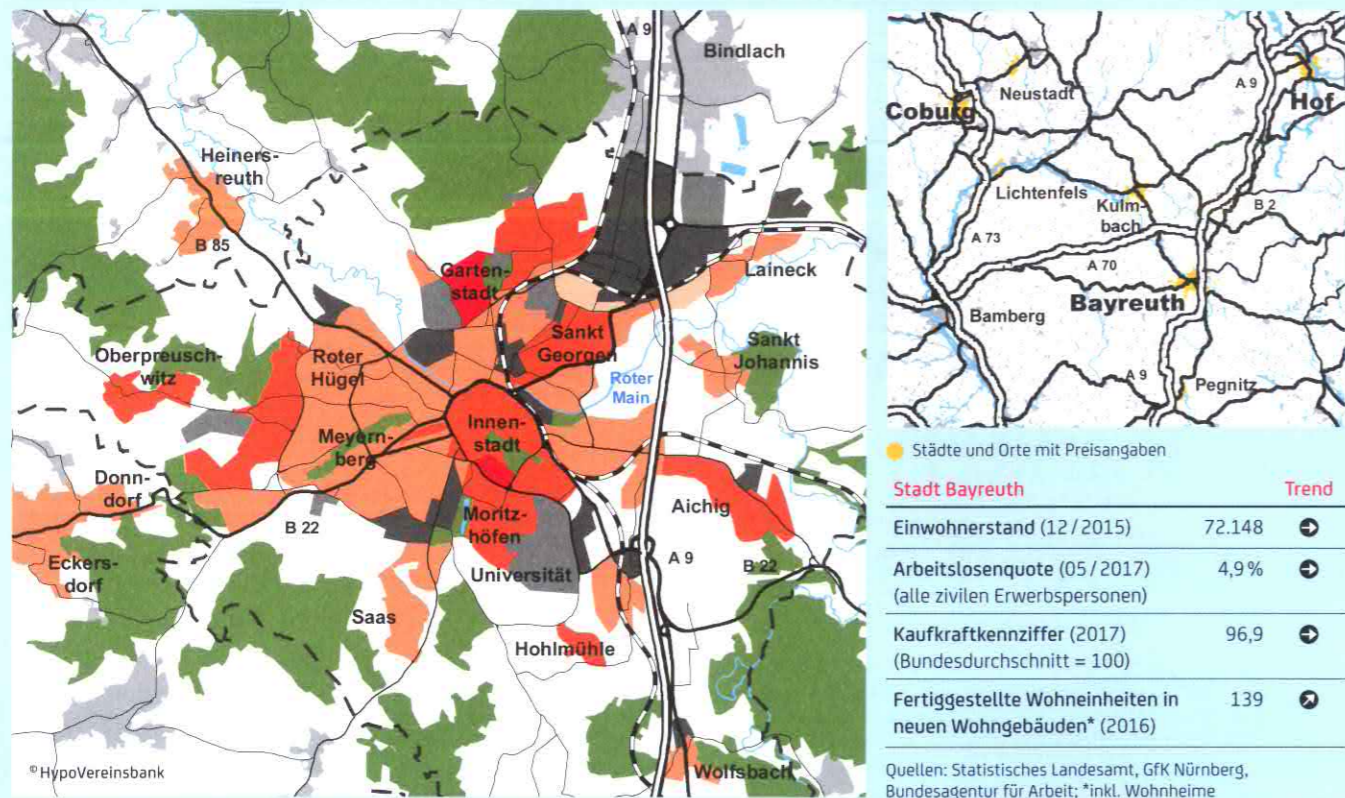 A 9
Bindlach
Heiners-
reuth
B 85
Garten-
stadt
Laineck
Sankt
Georgen
Sankt
Johannis
Oberpreusch-
witz
Roter
Hügel
Roter
Main
Innen-
stadt
Meyern-
berg
Donn-
dorf
Aichig
Moritz-
höfen
B 22
A 9
B 22
Eckers-
dorf
Universität
Saas
Hohlmühle
Wolfsbach
© HypoVereinsbank
A 9
Neustadt
Coburg
Hof
Lichtenfels
Kulm-
bach
B 2
A 73
A 70
Bayreuth
Bamberg
A 9
Pegnitz
Städte und Orte mit Preisangaben
Stadt Bayreuth Trend
Einwohnerstand (12/2015) 72.148
Arbeitslosenquote (05/2017) 4,9 %
(alle zivilen Erwerbspersonen)
Kaufkraftkennziffer (2017) 96,9
(Bundesdurchschnitt = 100)
Fertiggestellte Wohneinheiten in 139
neuen Wohngebäuden* (2016)
Quellen: Statistisches Landesamt, GfK Nürnberg,
Bundesagentur für Arbeit; *inkl. Wohnheime